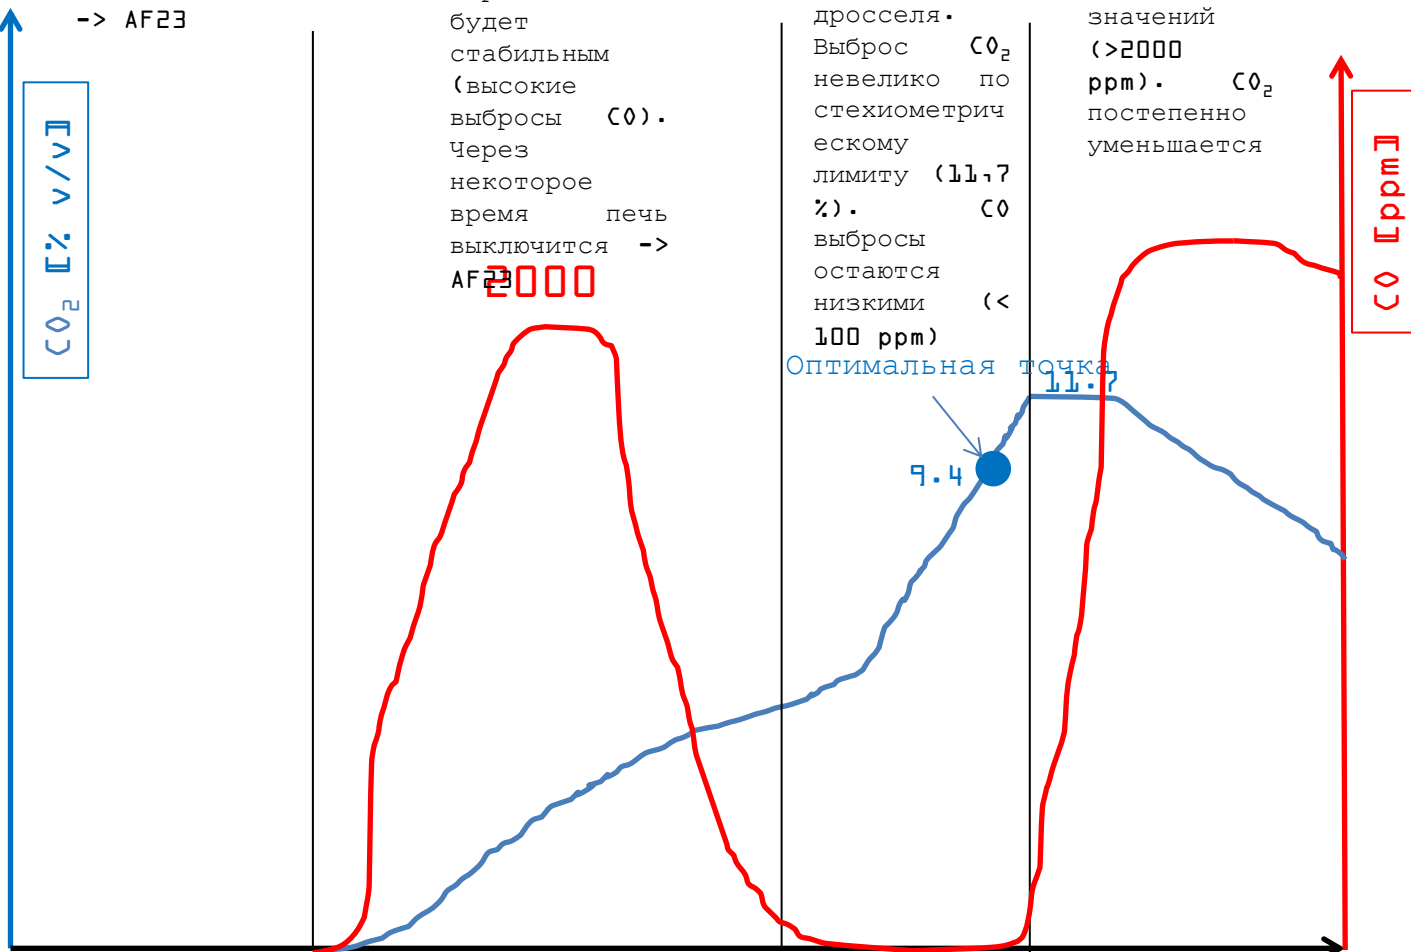 -> AF23
CO₂ [% v/v]
будет
стабильным
(высокие
выбросы CO).
Через
некоторое
время печь
выключится ->
AF23
2000
дросселя.
Выброс CO₂
невелико по
стехиометрич
ескому
лимиту (11,7
%). CO
выбросы
остаются
низкими (<
100 ppm)
Оптимальная точка
11.7
9.4
значений
(>2000
ppm). CO₂
постепенно
уменьшается
CO [ppm]